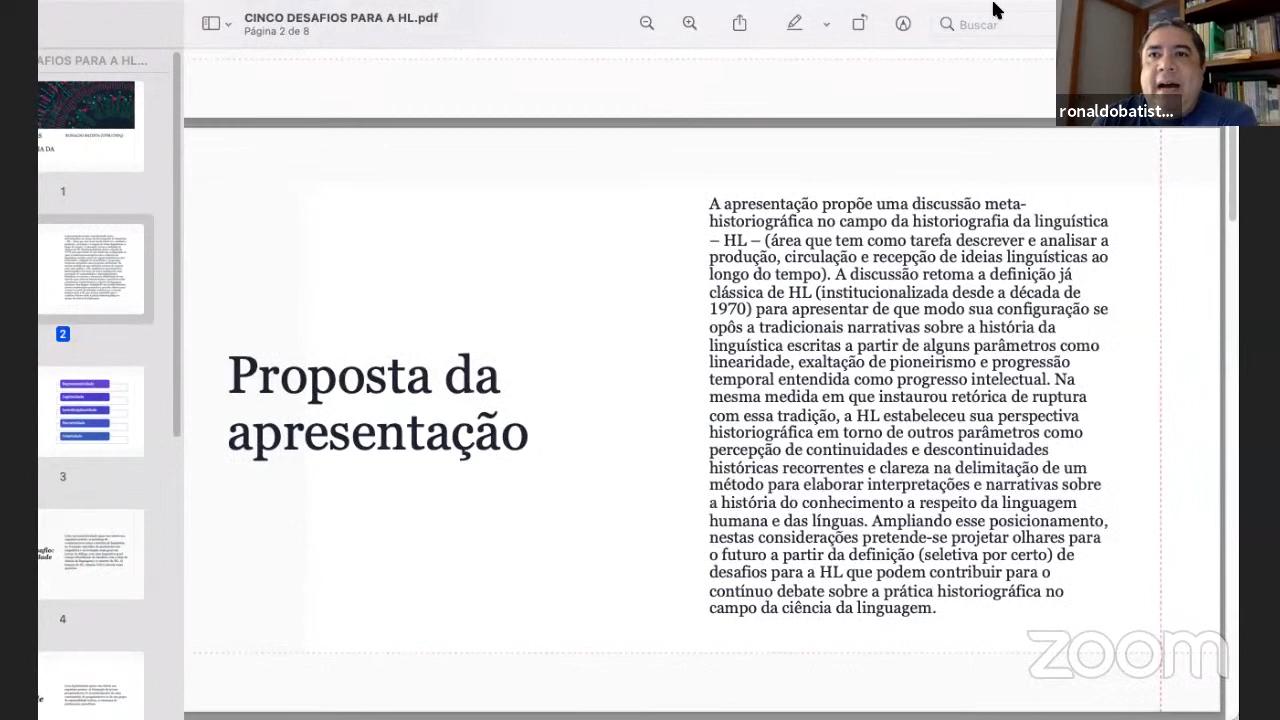 CINCO DESAFIOS PARA A HL.pdf
Página 2 de 8
Buscar
ronaldobatist...
AFIOS PARA A HL...
1
2
3
4
Proposta da
apresentação
A apresentação propõe uma discussão meta-
historiográfica no campo da historiografia da linguística
– HL – (área que tem como tarefa descrever e analisar a
produção, circulação e recepção de ideias linguísticas ao
longo do tempo). A discussão retoma a definição já
clássica de HL (institucionalizada desde a década de
1970) para apresentar de que modo sua configuração se
opôs a tradicionais narrativas sobre a história da
linguística escritas a partir de alguns parâmetros como
linearidade, exaltação de pioneirismo e progressão
temporal entendida como progresso intelectual. Na
mesma medida em que instaurou retórica de ruptura
com essa tradição, a HL estabeleceu sua perspectiva
historiográfica em torno de outros parâmetros como
percepção de continuidades e descontinuidades
históricas recorrentes e clareza na delimitação de um
método para elaborar interpretações e narrativas sobre
a história do conhecimento a respeito da linguagem
humana e das línguas. Ampliando esse posicionamento,
nestas considerações pretende-se projetar olhares para
o futuro a partir da definição (seletiva por certo) de
desafios para a HL que podem contribuir para o
contínuo debate sobre a prática historiográfica no
campo da ciência da linguagem.
zoom